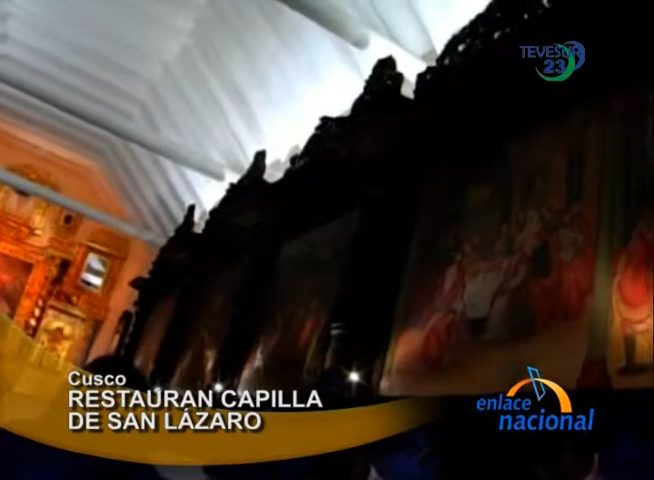 TEVESUR
23
Cusco
RESTAURAN CAPILLA
DE SAN LÁZARO
enlace
nacional